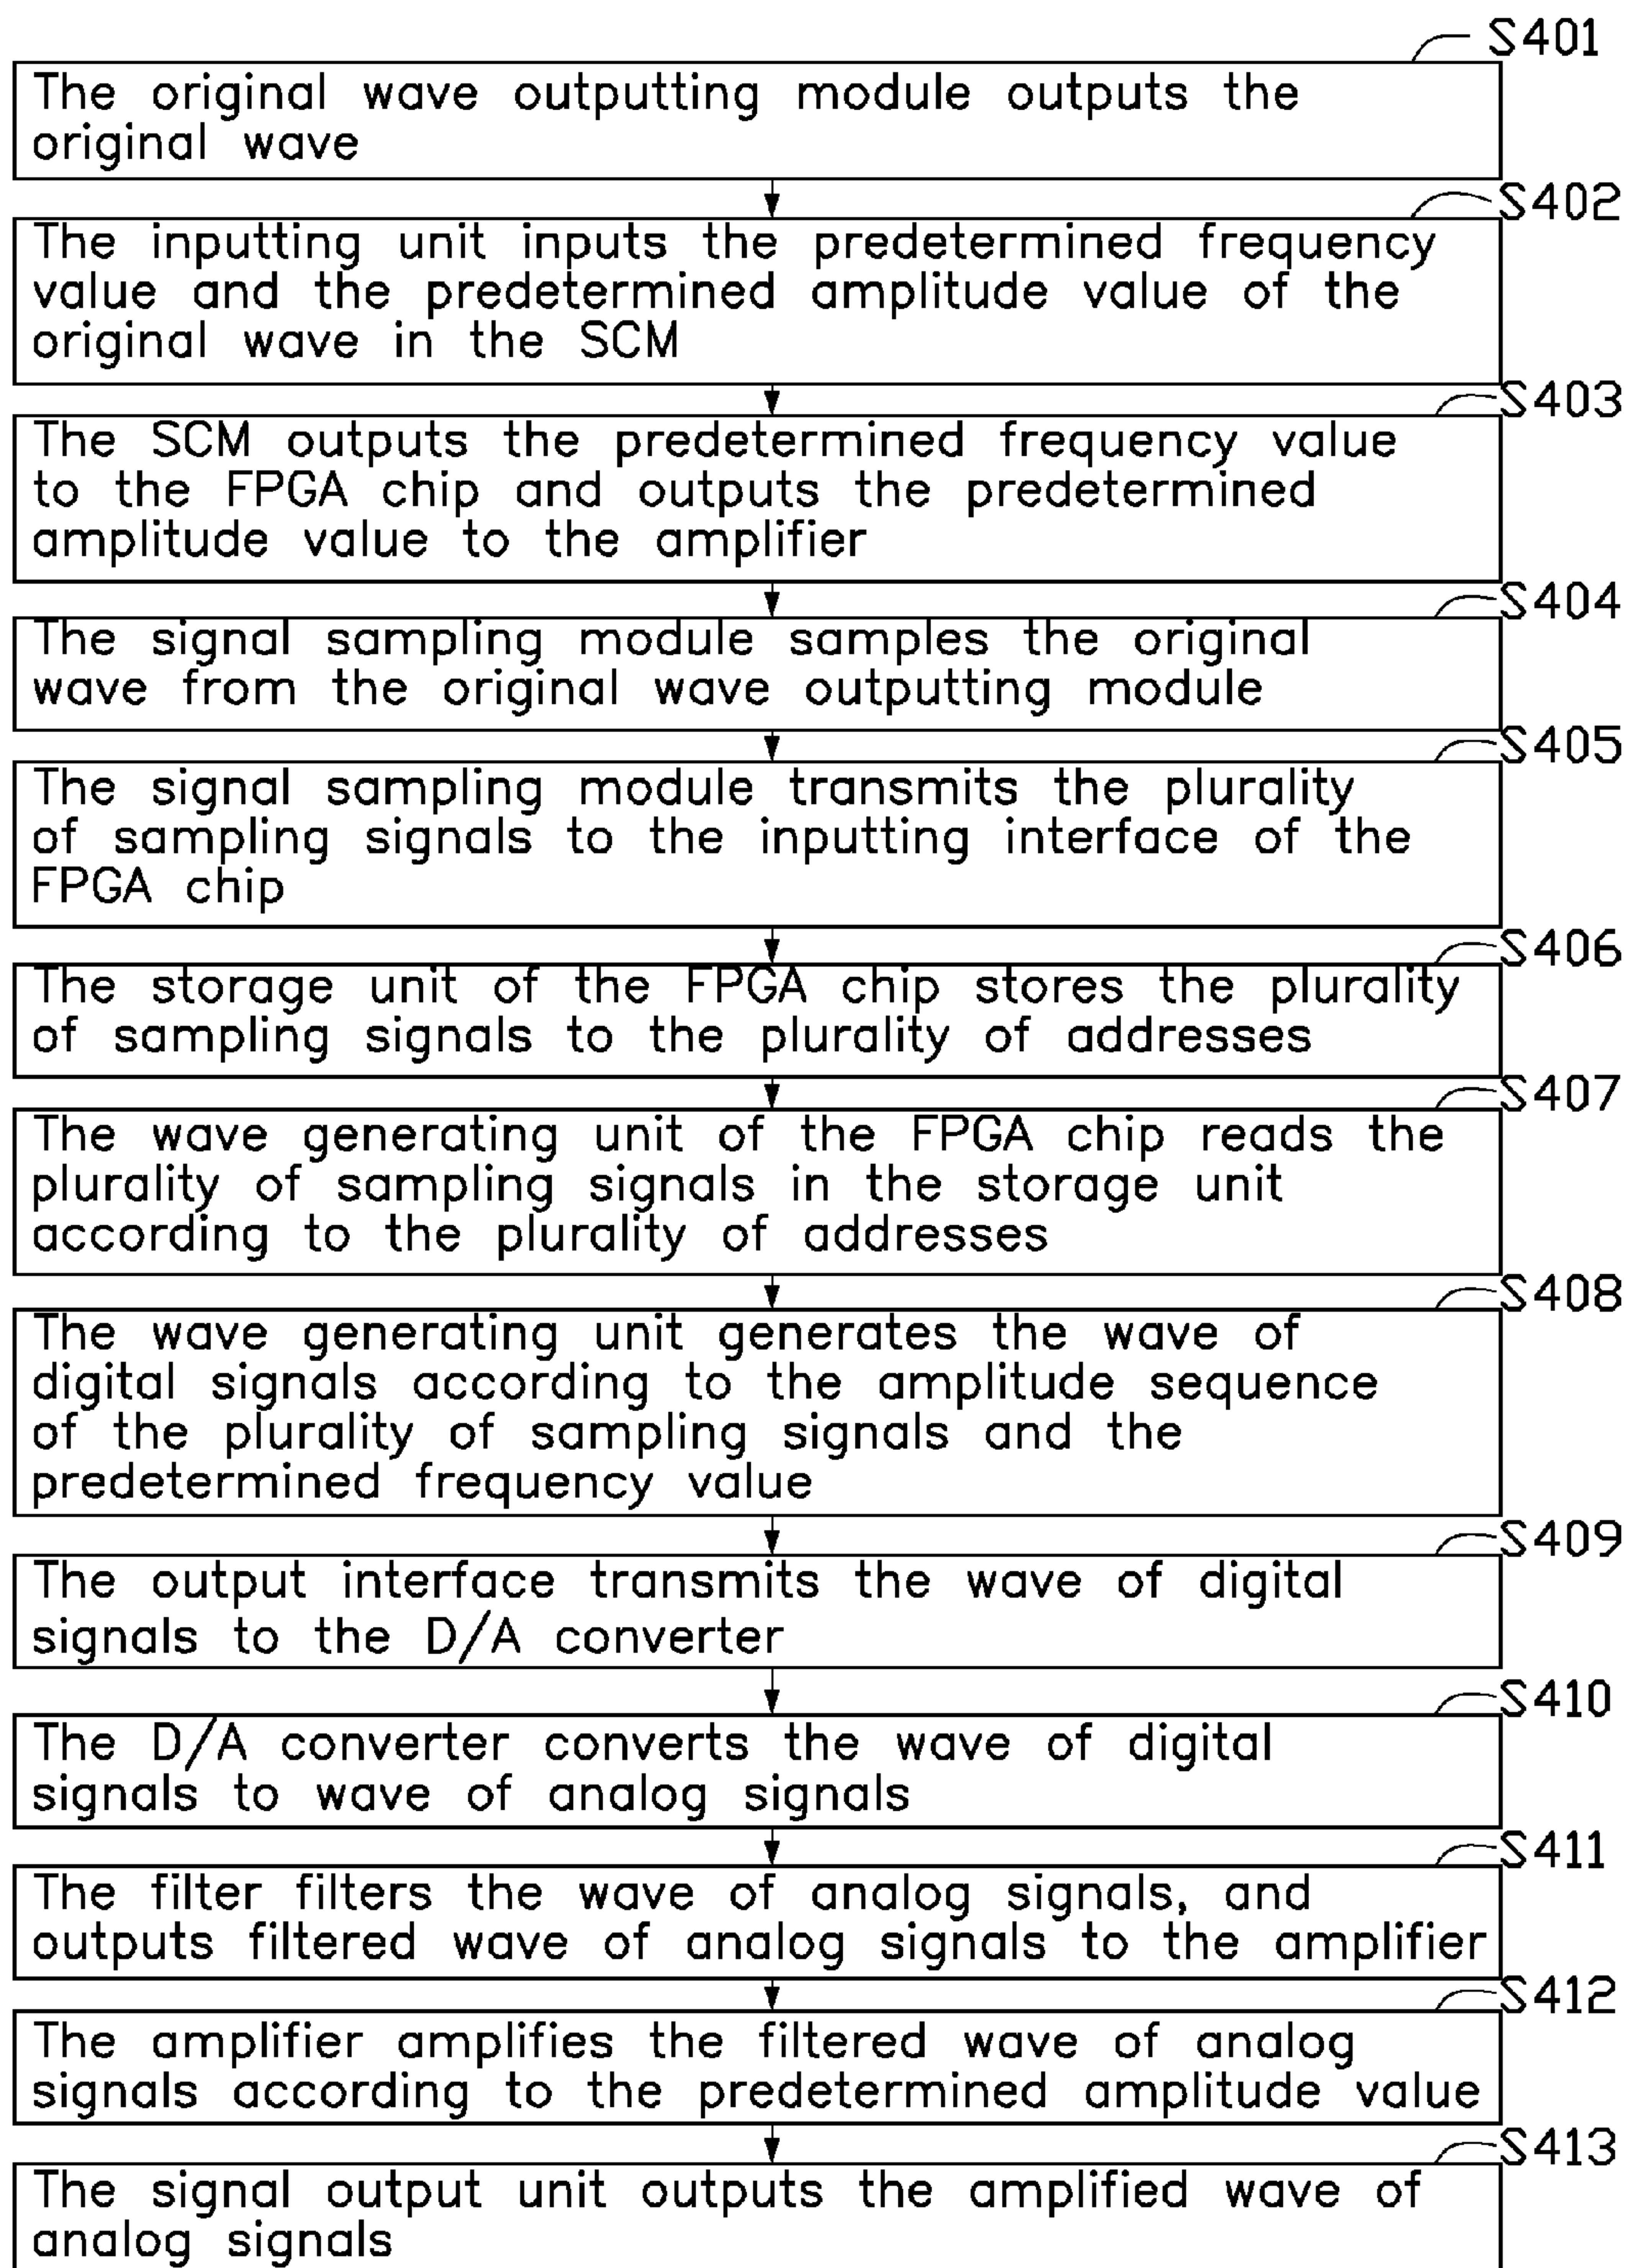 S401
The original wave outputting module outputs the
original wave
S402
The inputting unit inputs the predetermined frequency
value and the predetermined amplitude value of the
original wave in the SCM
S403
The SCM outputs the predetermined frequency value
to the FPGA chip and outputs the predetermined
amplitude value to the amplifier
S404
The signal sampling module samples the original
wave from the original wave outputting module
S405
The signal sampling module transmits the plurality
of sampling signals to the inputting interface of the
FPGA chip
S406
The storage unit of the FPGA chip stores the plurality
of sampling signals to the plurality of addresses
S407
The wave generating unit of the FPGA chip reads the
plurality of sampling signals in the storage unit
according to the plurality of addresses
S408
The wave generating unit generates the wave of
digital signals according to the amplitude sequence
of the plurality of sampling signals and the
predetermined frequency value
S409
The output interface transmits the wave of digital
signals to the D/A converter
S410
The D/A converter converts the wave of digital
signals to wave of analog signals
S411
The filter filters the wave of analog signals, and
outputs filtered wave of analog signals to the amplifier
S412
The amplifier amplifies the filtered wave of analog
signals according to the predetermined amplitude value
S413
The signal output unit outputs the amplified wave of
analog signals